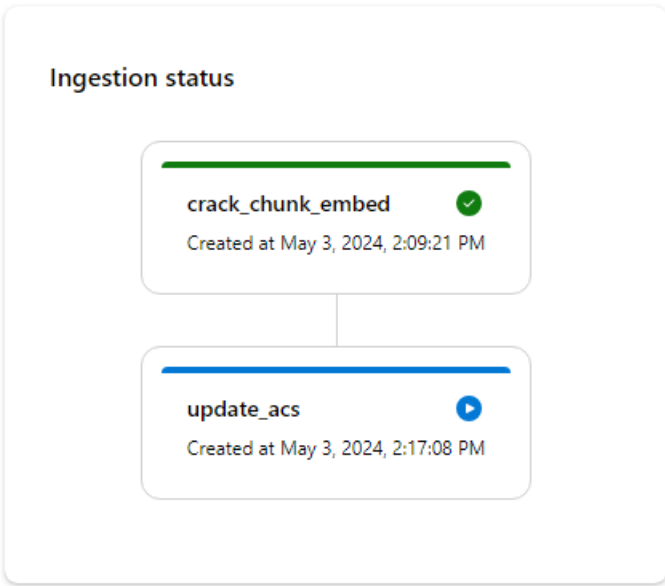 Ingestion status
crack_chunk_embed
Created at May 3, 2024, 2:09:21 PM
update_acs
Created at May 3, 2024, 2:17:08 PM